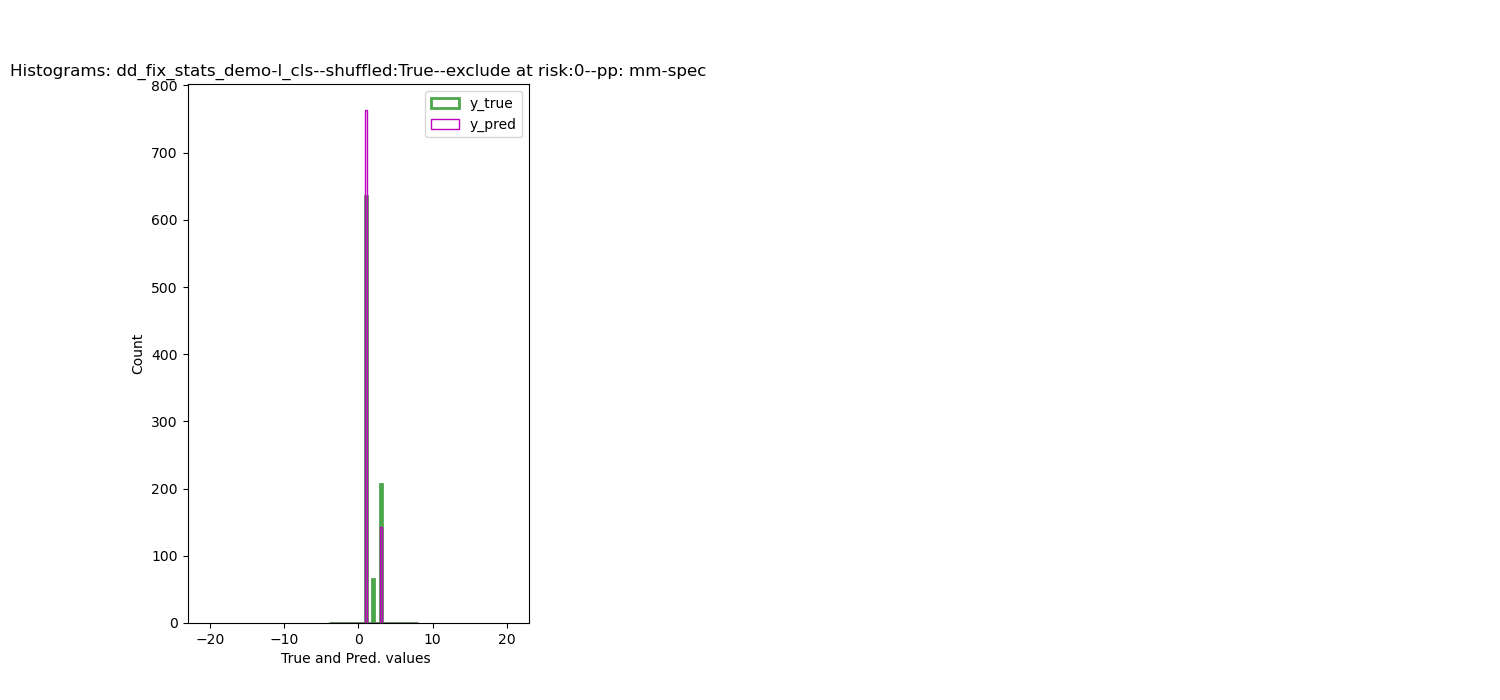 Histograms: dd_fix_stats_demo-l_cls--shuffled:True--exclude at risk:0--pp: mm-spec
800
700
600
500
400
300
200
100
0
Count
y_true
y_pred
−20
−10
0
10
20
True and Pred. values